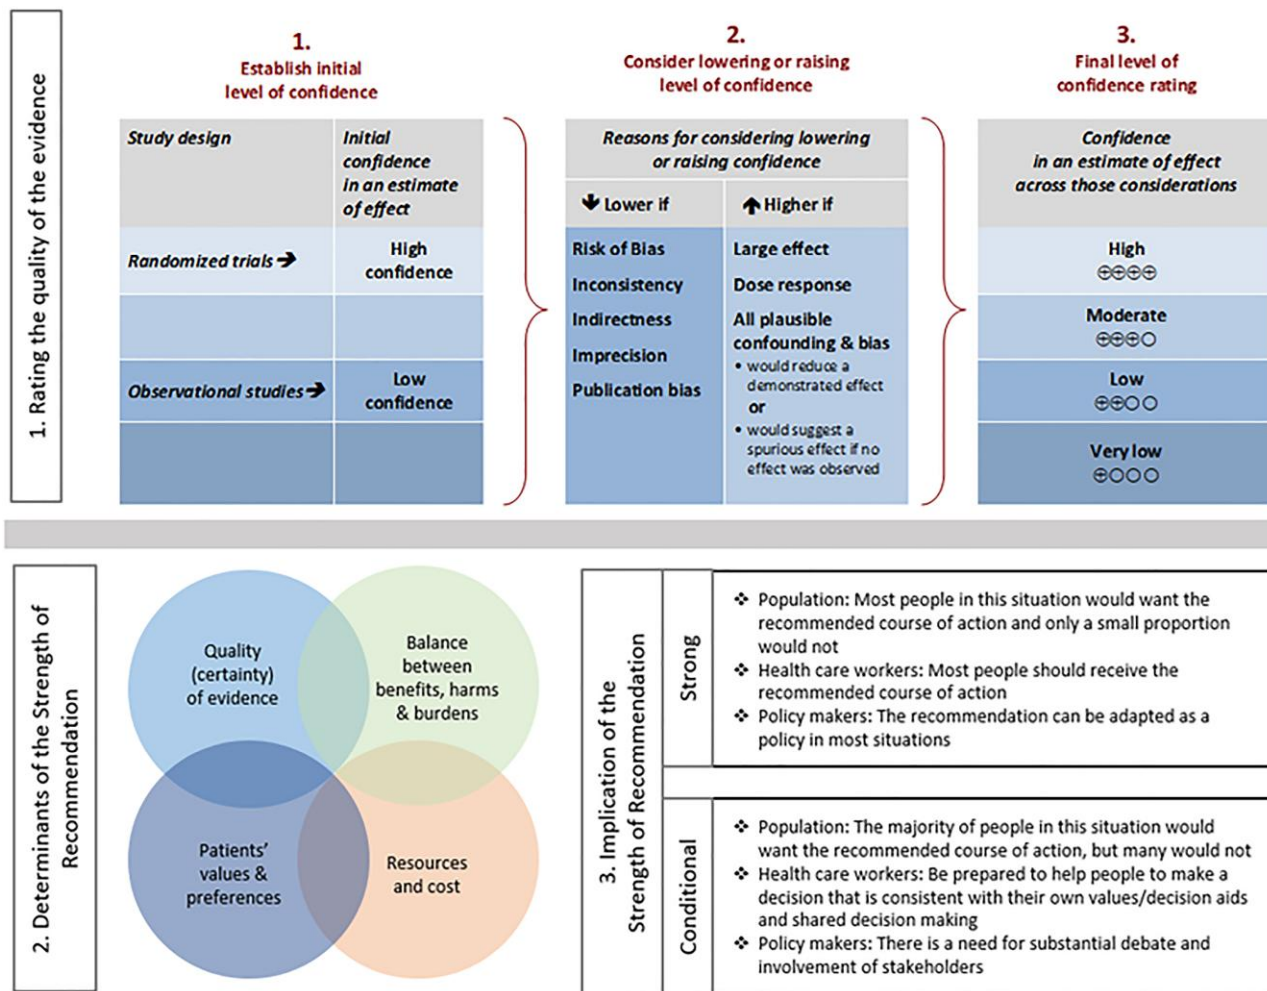 1. Rating the quality of the evidence
1.
Establish initial
level of confidence
Study design
Initial
confidence
in an estimate
of effect
Randomized trials ➔
High
confidence
Observational studies ➔
Low
confidence
2.
Consider lowering or raising
level of confidence
Reasons for considering lowering
or raising confidence
🡻 Lower if
🡹 Higher if
Risk of Bias
Inconsistency
Indirectness
Imprecision
Publication bias
Large effect
Dose response
All plausible
confounding & bias
• would reduce a
demonstrated effect
or
• would suggest a
spurious effect if no
effect was observed
3.
Final level of
confidence rating
Confidence
in an estimate of effect
across those considerations
High
⊕⊕⊕⊕
Moderate
⊕⊕⊕○
Low
⊕⊕○○
Very low
⊕○○○
2. Determinants of the Strength of
Recommendation
Quality
(certainty)
of evidence
Balance
between
benefits, harms
& burdens
Patients'
values &
preferences
Resources
and cost
3. Implication of the
Strength of Recommendation
Strong
❖ Population: Most people in this situation would want the
recommended course of action and only a small proportion
would not
❖ Health care workers: Most people should receive the
recommended course of action
❖ Policy makers: The recommendation can be adapted as a
policy in most situations
Conditional
❖ Population: The majority of people in this situation would
want the recommended course of action, but many would not
❖ Health care workers: Be prepared to help people to make a
decision that is consistent with their own values/decision aids
and shared decision making
❖ Policy makers: There is a need for substantial debate and
involvement of stakeholders